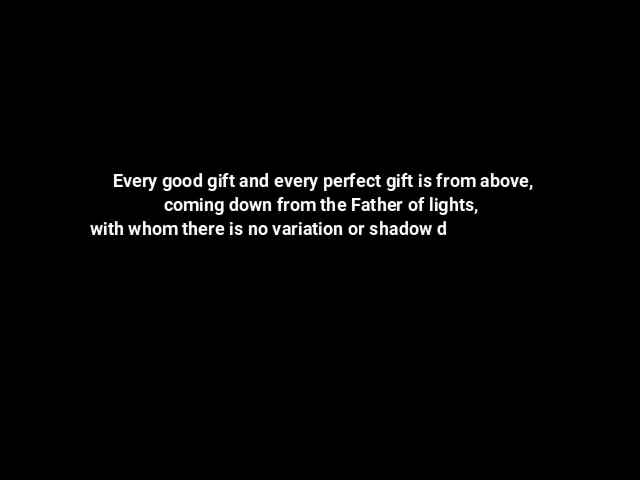 Every good gift and every perfect gift is from above,
coming down from the Father of lights,
with whom there is no variation or shadow d